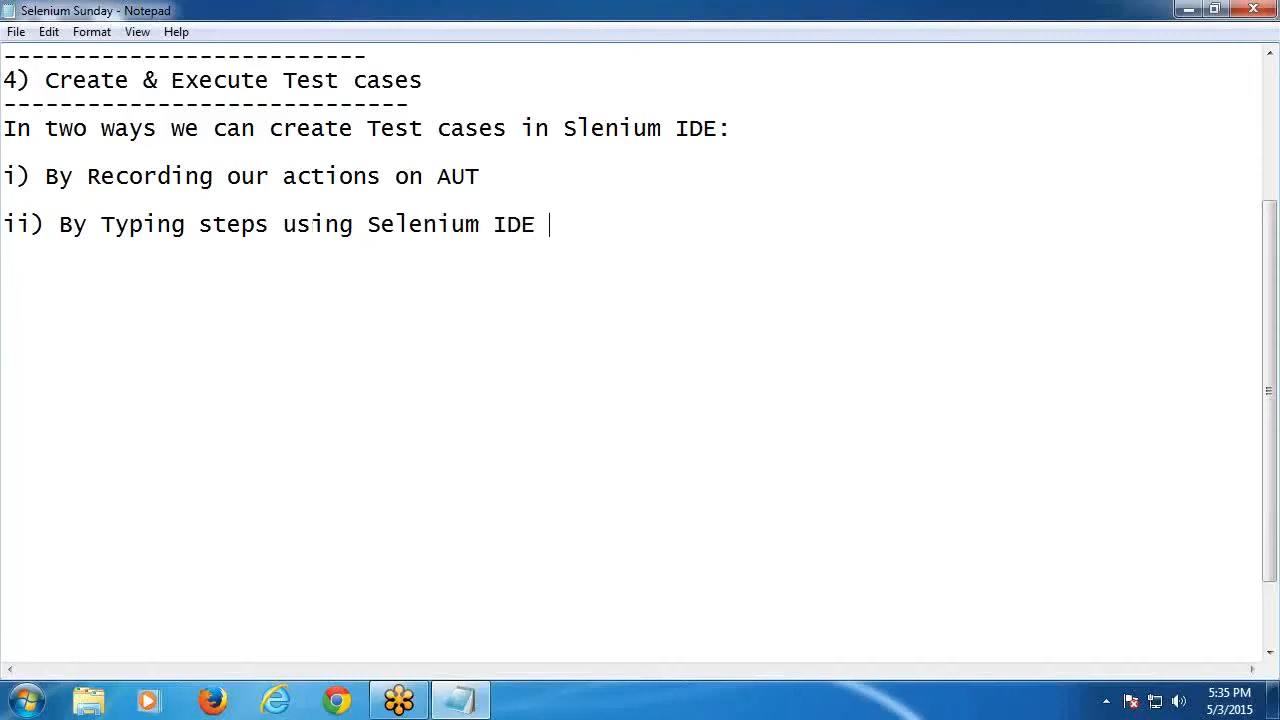 Selenium Sunday - Notepad
File Edit Format View Help
---------------------------
4) Create & Execute Test cases
-----------------------------
In two ways we can create Test cases in Slenium IDE:
i) By Recording our actions on AUT
ii) By Typing steps using Selenium IDE
5:35 PM
5/3/2015